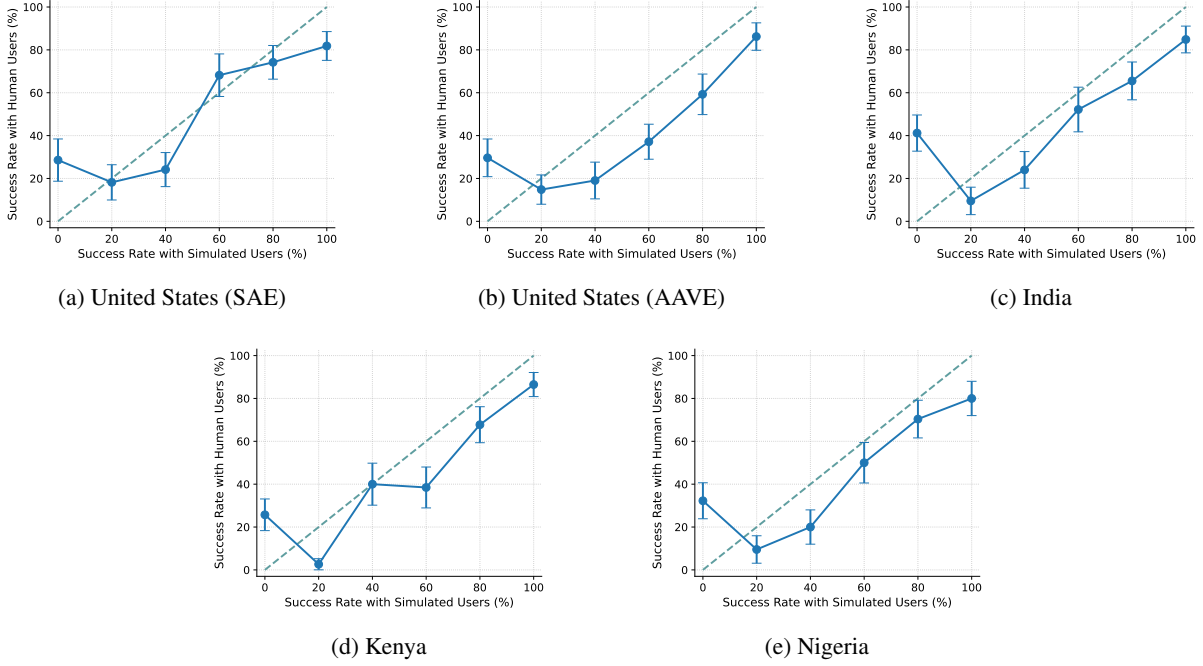 100
80
60
40
20
0
Success Rate with Human Users (%)
0 20 40 60 80 100
Success Rate with Simulated Users (%)
(a) United States (SAE)
100
80
60
40
20
0
Success Rate with Human Users (%)
0 20 40 60 80 100
Success Rate with Simulated Users (%)
(b) United States (AAVE)
100
80
60
40
20
0
Success Rate with Human Users (%)
0 20 40 60 80 100
Success Rate with Simulated Users (%)
(c) India
100
80
60
40
20
0
Success Rate with Human Users (%)
0 20 40 60 80 100
Success Rate with Simulated Users (%)
(d) Kenya
100
80
60
40
20
0
Success Rate with Human Users (%)
0 20 40 60 80 100
Success Rate with Simulated Users (%)
(e) Nigeria